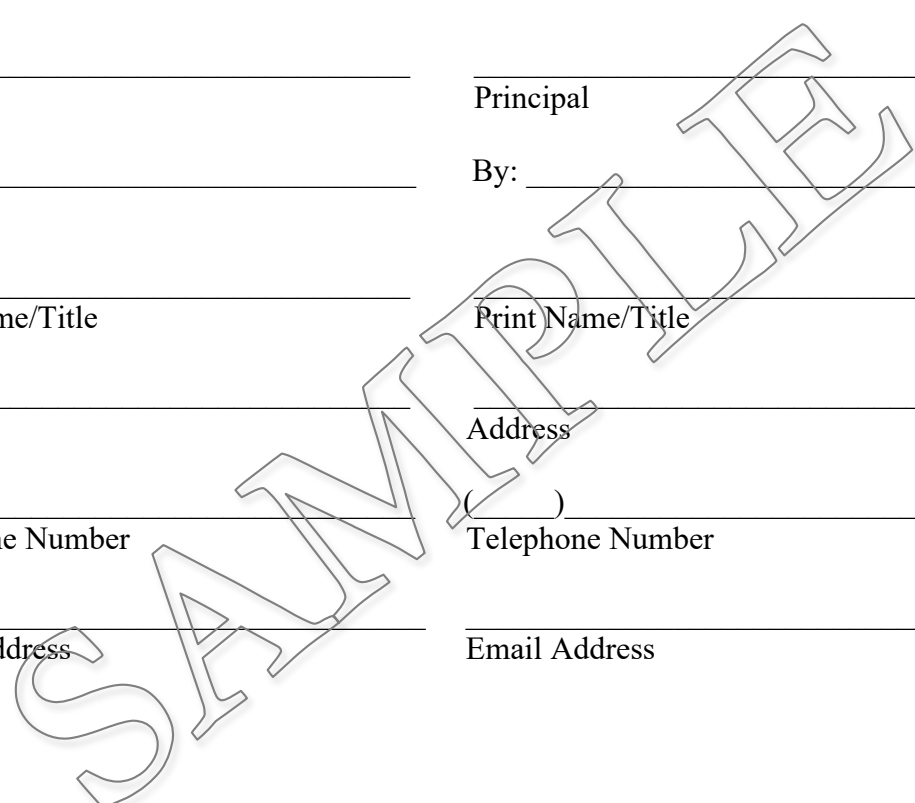 Principal
By:
me/Title Print Name/Title
Address
( )
e Number Telephone Number
ddress Email Address
SAMPLE